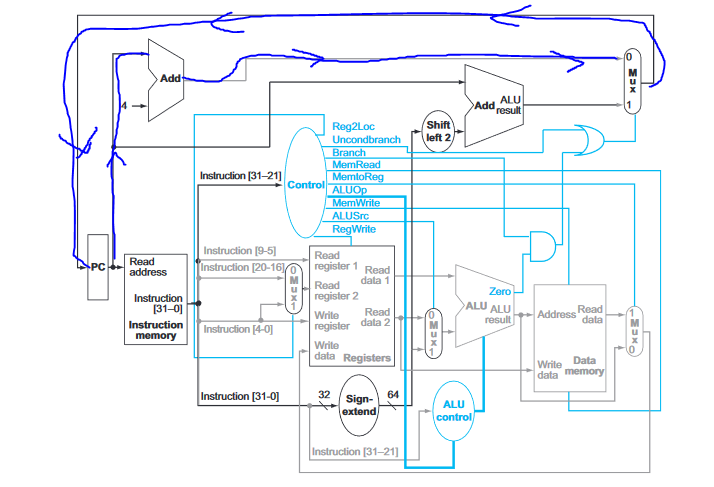 Add
4
0
M
u
x
1
Add ALU
result
Shift
left 2
Reg2Loc
Uncondbranch
Branch
MemRead
Instruction [31–21]
Control
MemtoReg
ALUOp
MemWrite
ALUSrc
RegWrite
PC
Read
address
Instruction
[31–0]
Instruction
memory
Instruction [9-5]
Instruction [20-16]
Instruction [4-0]
0
M
u
x
1
Read
register 1
Read
register 2
Write
register
Write
data
Read
data 1
Read
data 2
Registers
0
M
u
x
1
Zero
ALU ALU
result
Address
Read
data
Write
data
Data
memory
1
M
u
x
0
Instruction [31-0]
32
Sign-
extend
64
ALU
control
Instruction [31–21]